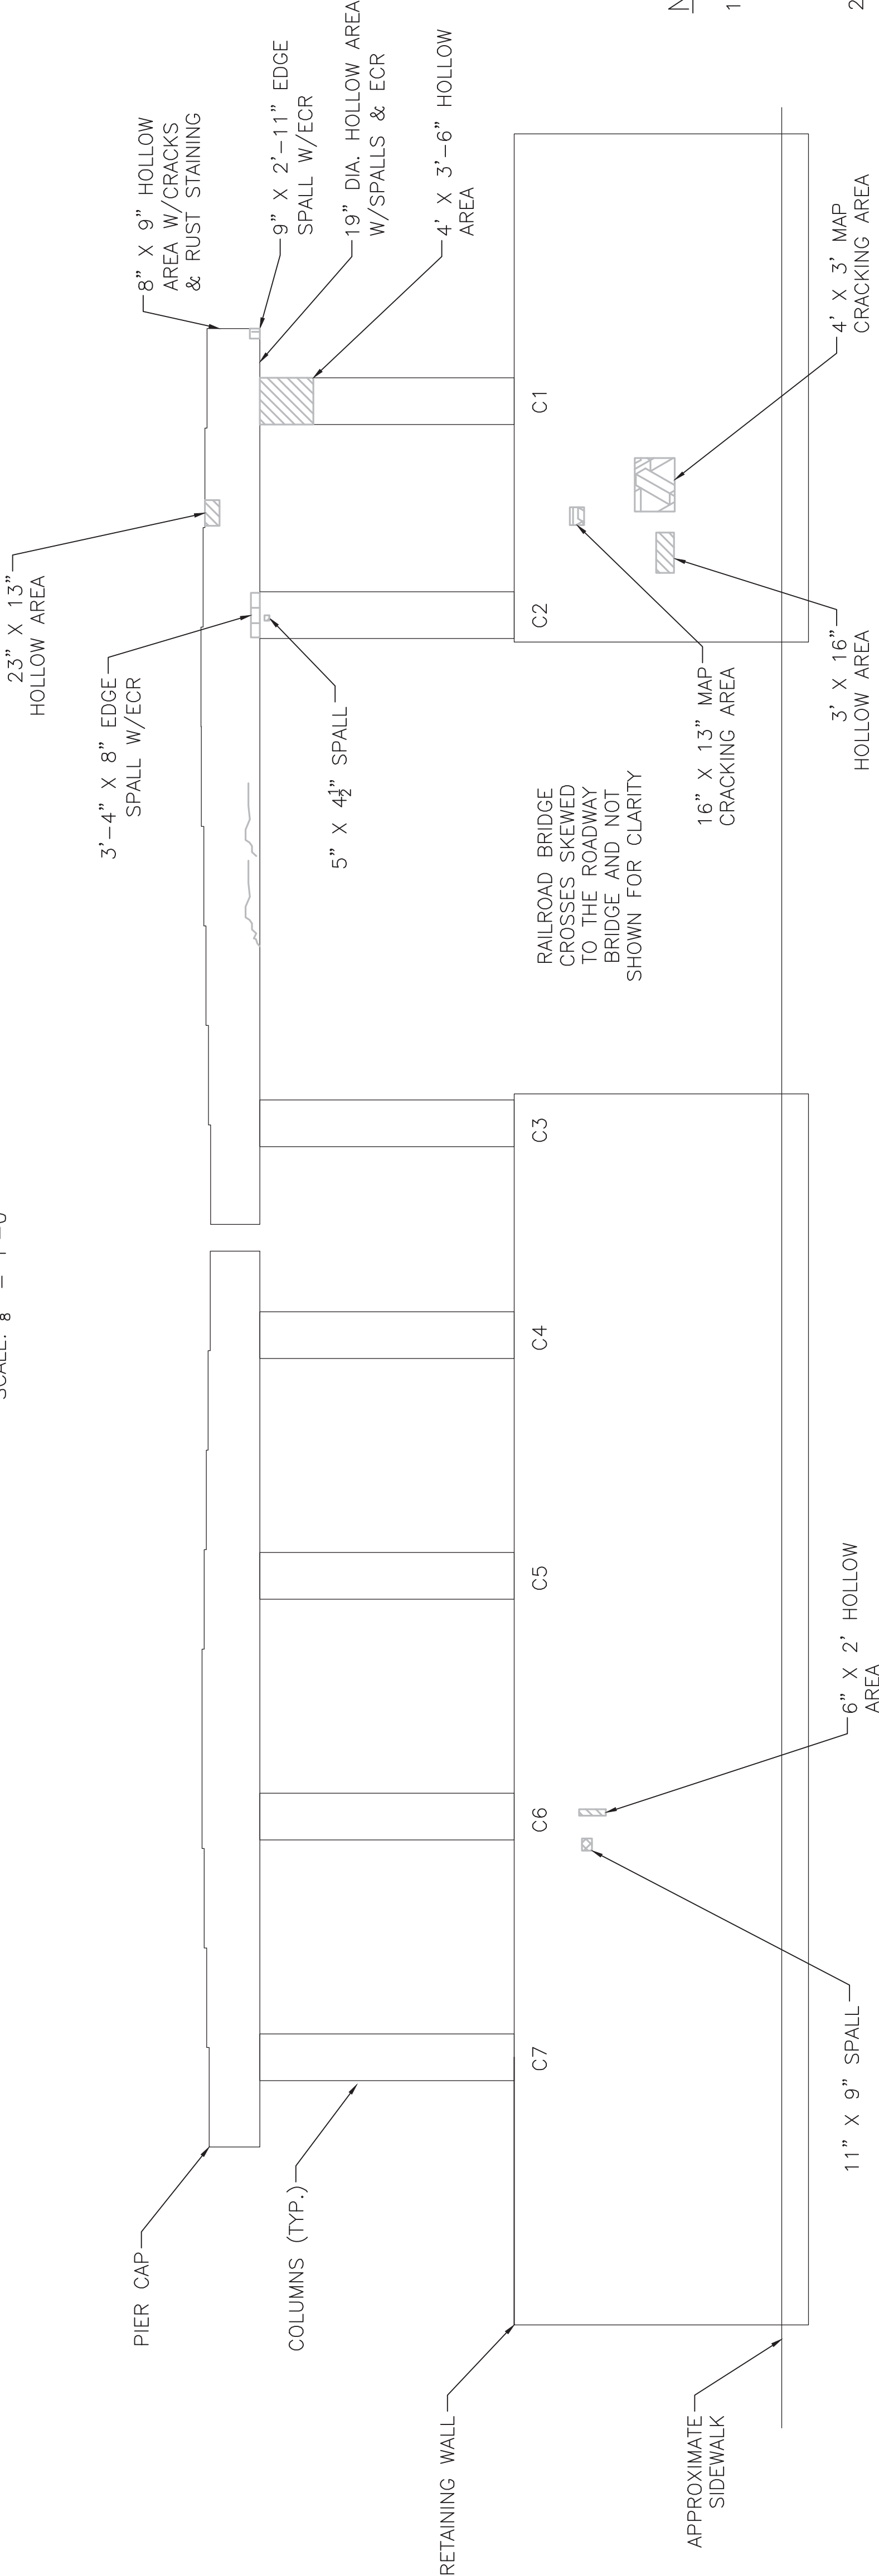 23" X 13"
HOLLOW AREA
8" X 9" HOLLOW
AREA W/CRACKS
& RUST STAINING
3'-4" X 8" EDGE
SPALL W/ECR
9" X 2'-11" EDGE
SPALL W/ECR
19" DIA. HOLLOW AREA
W/SPALLS & ECR
4' X 3'-6" HOLLOW
AREA
5" X 4½" SPALL
PIER CAP
COLUMNS (TYP.)
C7
C6
C5
C4
C3
C2
C1
RAILROAD BRIDGE
CROSSES SKEWED
TO THE ROADWAY
BRIDGE AND NOT
SHOWN FOR CLARITY
RETAINING WALL
APPROXIMATE
SIDEWALK
11" X 9" SPALL
6" X 2' HOLLOW
AREA
16" X 13" MAP
CRACKING AREA
3' X 16"
HOLLOW AREA
4' X 3' MAP
CRACKING AREA
N
1
2